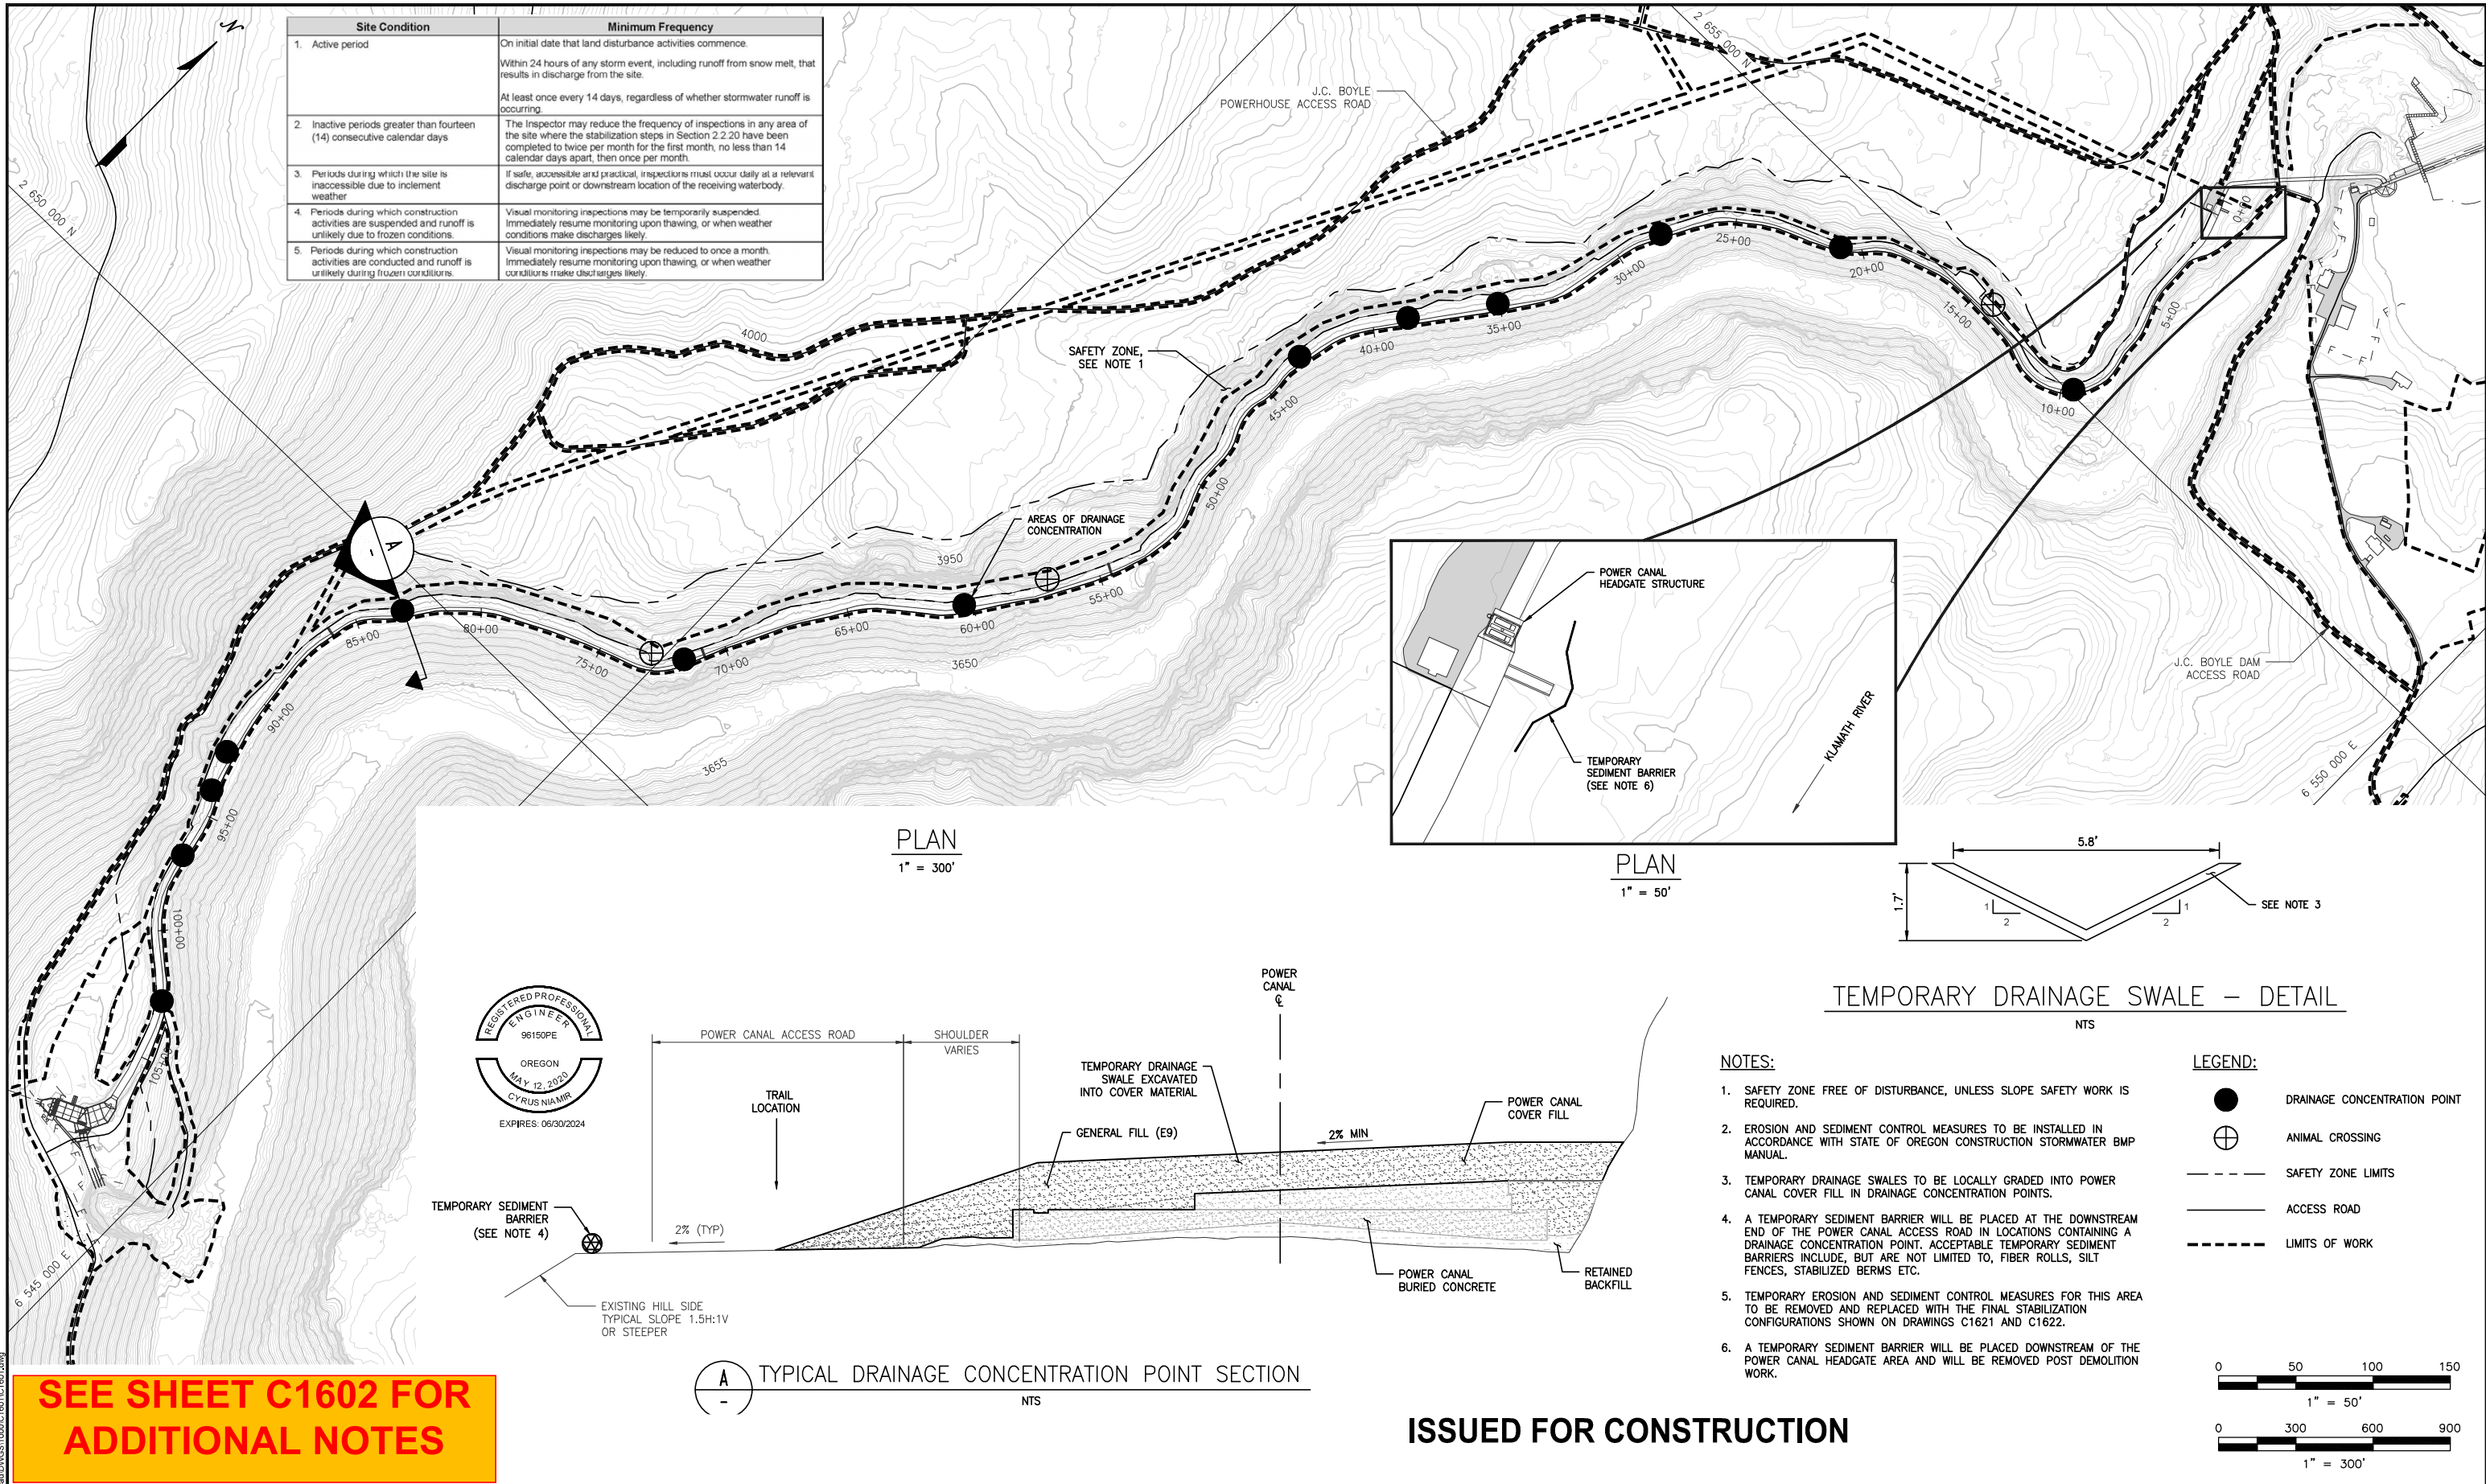 Site Condition
Minimum Frequency
1. Active period
On initial date that land disturbance activities commence.
Within 24 hours of any storm event, including runoff from snow melt, that
results in discharge from the site.
At least once every 14 days, regardless of whether stormwater runoff is
occurring.
2. Inactive periods greater than fourteen
(14) consecutive calendar days
The Inspector may reduce the frequency of inspections in any area of
the site where the stabilization steps in Section 2.2.20 have been
completed to twice per month for the first month, no less than 14
calendar days apart, then once per month.
3. Periods during which the site is
inaccessible due to inclement
weather
If safe, accessible and practical, inspections must occur daily at a relevant
discharge point or downstream location of the receiving waterbody.
4. Periods during which construction
activities are suspended and runoff is
unlikely due to frozen conditions.
Visual monitoring inspections may be temporarily suspended.
Immediately resume monitoring upon thawing, or when weather
conditions make discharges likely.
5. Periods during which construction
activities are conducted and runoff is
unlikely during frozen conditions.
Visual monitoring inspections may be reduced to once a month.
Immediately resume monitoring upon thawing, or when weather
conditions make discharges likely.
N
2 650 000 N
2 655 000 N
J.C. BOYLE
POWERHOUSE ACCESS ROAD
4000
SAFETY ZONE,
SEE NOTE 1
0+00
5+00
10+00
15+00
20+00
25+00
30+00
35+00
40+00
45+00
50+00
55+00
60+00
65+00
70+00
75+00
80+00
85+00
90+00
95+00
100+00
105+00
AREAS OF DRAINAGE
CONCENTRATION
3950
3650
3655
A
-
F
F
F
F
F
F
J.C. BOYLE DAM
ACCESS ROAD
6 550 000 E
6 545 000 E
POWER CANAL
HEADGATE STRUCTURE
TEMPORARY
SEDIMENT BARRIER
(SEE NOTE 6)
KLAMATH RIVER
PLAN
1" = 300'
PLAN
1" = 50'
5.8'
1.7'
1
2
1
2
SEE NOTE 3
TEMPORARY DRAINAGE SWALE - DETAIL
NTS
REGISTERED PROFESSIONAL
ENGINEER
96150PE
OREGON
MAY 12, 2020
CYRUS NIAMIR
EXPIRES: 06/30/2024
POWER CANAL ACCESS ROAD
SHOULDER
VARIES
POWER
CANAL
℄
TRAIL
LOCATION
TEMPORARY DRAINAGE
SWALE EXCAVATED
INTO COVER MATERIAL
GENERAL FILL (E9)
2% MIN
POWER CANAL
COVER FILL
TEMPORARY SEDIMENT
BARRIER
(SEE NOTE 4)
2% (TYP)
POWER CANAL
BURIED CONCRETE
RETAINED
BACKFILL
EXISTING HILL SIDE
TYPICAL SLOPE 1.5H:1V
OR STEEPER
A
-
TYPICAL DRAINAGE CONCENTRATION POINT SECTION
NTS
NOTES:
1. SAFETY ZONE FREE OF DISTURBANCE, UNLESS SLOPE SAFETY WORK IS
REQUIRED.
2. EROSION AND SEDIMENT CONTROL MEASURES TO BE INSTALLED IN
ACCORDANCE WITH STATE OF OREGON CONSTRUCTION STORMWATER BMP
MANUAL.
3. TEMPORARY DRAINAGE SWALES TO BE LOCALLY GRADED INTO POWER
CANAL COVER FILL IN DRAINAGE CONCENTRATION POINTS.
4. A TEMPORARY SEDIMENT BARRIER WILL BE PLACED AT THE DOWNSTREAM
END OF THE POWER CANAL ACCESS ROAD IN LOCATIONS CONTAINING A
DRAINAGE CONCENTRATION POINT. ACCEPTABLE TEMPORARY SEDIMENT
BARRIERS INCLUDE, BUT ARE NOT LIMITED TO, FIBER ROLLS, SILT
FENCES, STABILIZED BERMS ETC.
5. TEMPORARY EROSION AND SEDIMENT CONTROL MEASURES FOR THIS AREA
TO BE REMOVED AND REPLACED WITH THE FINAL STABILIZATION
CONFIGURATIONS SHOWN ON DRAWINGS C1621 AND C1622.
6. A TEMPORARY SEDIMENT BARRIER WILL BE PLACED DOWNSTREAM OF THE
POWER CANAL HEADGATE AREA AND WILL BE REMOVED POST DEMOLITION
WORK.
LEGEND:
DRAINAGE CONCENTRATION POINT
ANIMAL CROSSING
SAFETY ZONE LIMITS
ACCESS ROAD
LIMITS OF WORK
0 50 100 150
1" = 50'
0 300 600 900
1" = 300'
SEE SHEET C1602 FOR
ADDITIONAL NOTES
ISSUED FOR CONSTRUCTION